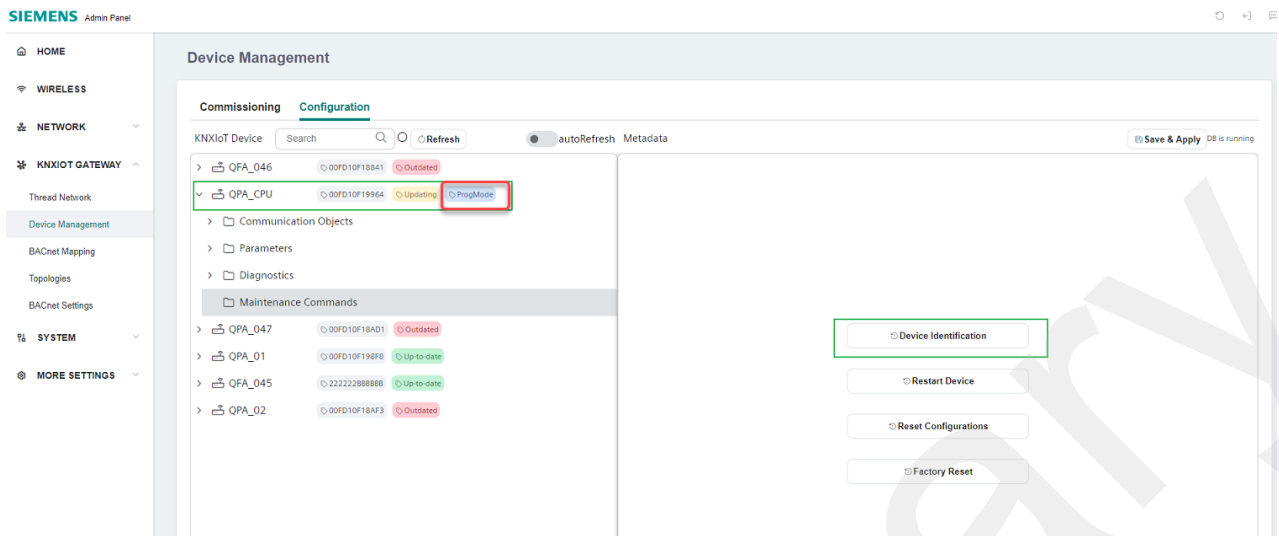 SIEMENS Admin Panel
HOME
WIRELESS
NETWORK
KNXIOT GATEWAY
Thread Network
Device Management
BACnet Mapping
Topologies
BACnet Settings
SYSTEM
MORE SETTINGS
Device Management
Commissioning Configuration
KNXIoT Device Search Refresh autoRefresh Metadata Save & Apply DB is running
QFA_046 00FD10F18841 Outdated
QPA_CPU 00FD10F19964 Updating ProgMode
Communication Objects
Parameters
Diagnostics
Maintenance Commands
QPA_047 00FD10F18AD1 Outdated
QPA_01 00FD10F198F8 Up-to-date
QFA_045 222222888888 Up-to-date
QPA_02 00FD10F18AF3 Outdated
Device Identification
Restart Device
Reset Configurations
Factory Reset
ary